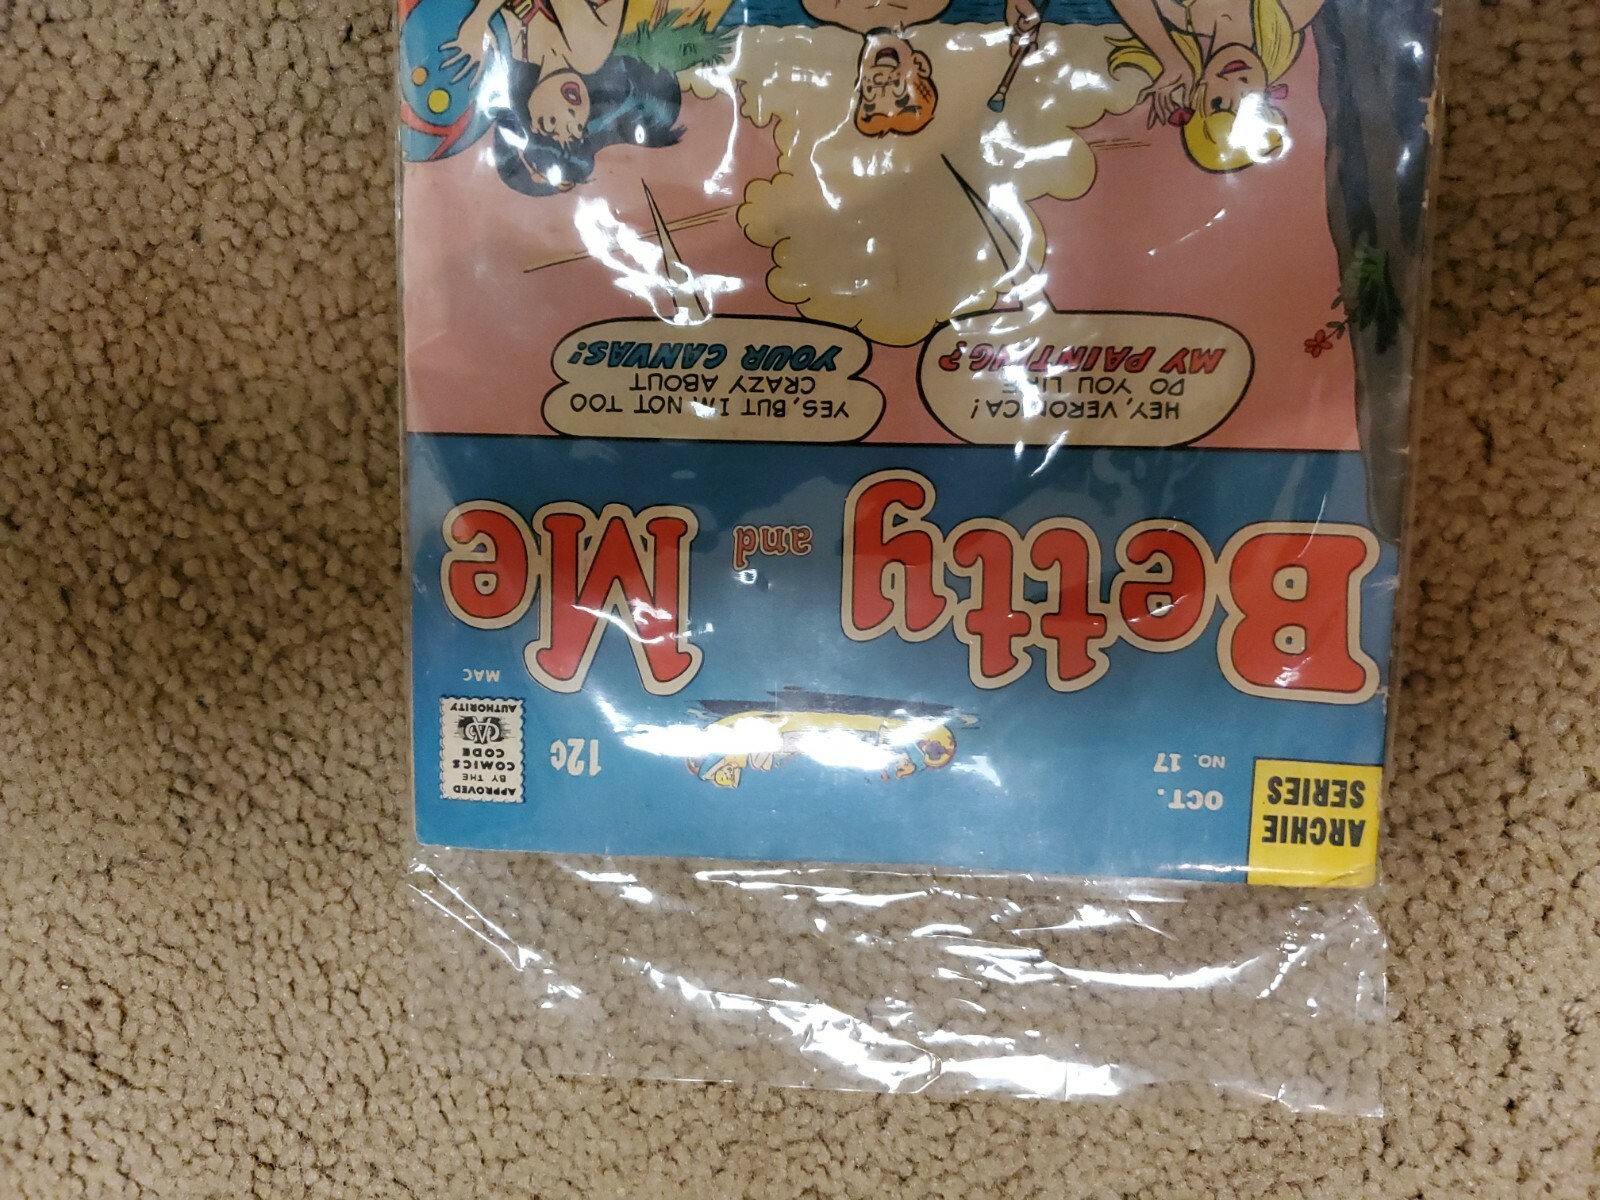 ARCHIE
SERIES
OCT.
NO. 17
12¢
APPROVED
BY THE
COMICS
CODE
CA
AUTHORITY
MAC
Betty and Me
HEY, VERONICA!
DO YOU LIKE
MY PAINTING?
YES, BUT I'M NOT TOO
CRAZY ABOUT
YOUR CANVAS!